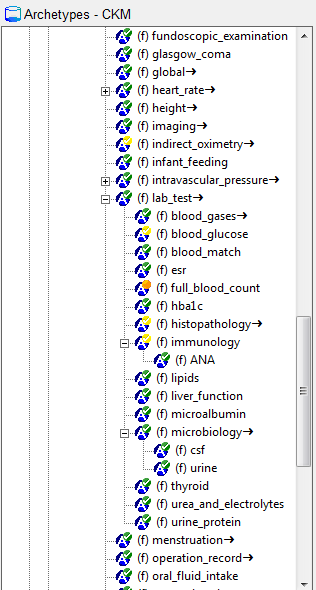 Archetypes - CKM
(f) fundoscopic_examination
(f) glasgow_coma
(f) global→
(f) heart_rate→
(f) height→
(f) imaging→
(f) indirect_oximetry→
(f) infant_feeding
(f) intravascular_pressure→
(f) lab_test→
(f) blood_gases→
(f) blood_glucose
(f) blood_match
(f) esr
(f) full_blood_count
(f) hba1c
(f) histopathology→
(f) immunology
(f) ANA
(f) lipids
(f) liver_function
(f) microalbumin
(f) microbiology→
(f) csf
(f) urine
(f) thyroid
(f) urea_and_electrolytes
(f) urine_protein
(f) menstruation→
(f) operation_record→
(f) oral_fluid_intake